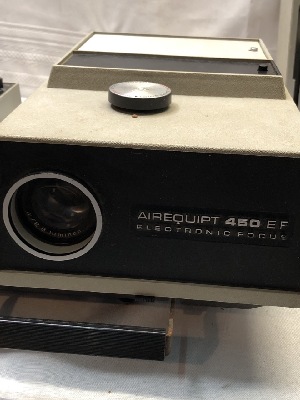 AIREQUIPT 450 EF
ELECTRONIC FOCUS